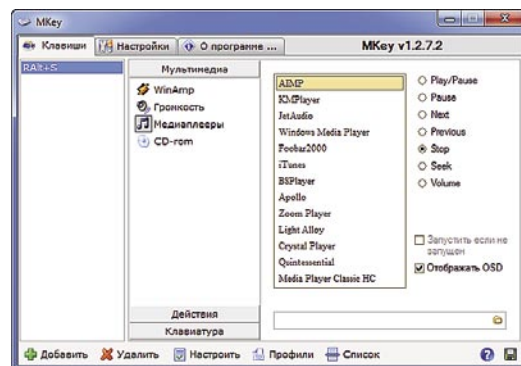 MKey
Клавиши
Настройки
О программе ...
MKey v1.2.7.2
RAlt+S
Мультимедиа
WinAmp
Громкость
Медиаплееры
CD-rom
Действия
Клавиатура
AIMP
KMPlayer
JetAudio
Windows Media Player
Foobar2000
iTunes
BSPlayer
Apollo
Zoom Player
Light Alloy
Crystal Player
Quintessential
Media Player Classic HC
Play/Pause
Pause
Next
Previous
Stop
Seek
Volume
Запустить если не
запущен
Отображать OSD
Добавить
Удалить
Настроить
Профили
Список